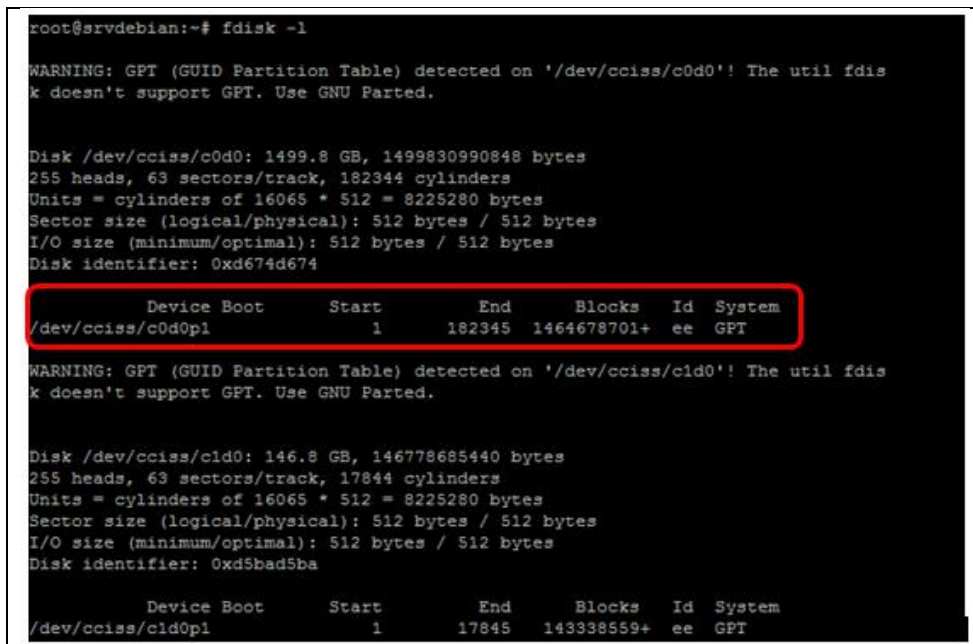 root@srvdebian:~# fdisk -l
WARNING: GPT (GUID Partition Table) detected on '/dev/cciss/c0d0'! The util fdis
k doesn't support GPT. Use GNU Parted.
Disk /dev/cciss/c0d0: 1499.8 GB, 1499830990848 bytes
255 heads, 63 sectors/track, 182344 cylinders
Units = cylinders of 16065 * 512 = 8225280 bytes
Sector size (logical/physical): 512 bytes / 512 bytes
I/O size (minimum/optimal): 512 bytes / 512 bytes
Disk identifier: 0xd674d674
Device Boot Start End Blocks Id System
/dev/cciss/c0d0p1 1 182345 1464678701+ ee GPT
WARNING: GPT (GUID Partition Table) detected on '/dev/cciss/c1d0'! The util fdis
k doesn't support GPT. Use GNU Parted.
Disk /dev/cciss/c1d0: 146.8 GB, 146778685440 bytes
255 heads, 63 sectors/track, 17844 cylinders
Units = cylinders of 16065 * 512 = 8225280 bytes
Sector size (logical/physical): 512 bytes / 512 bytes
I/O size (minimum/optimal): 512 bytes / 512 bytes
Disk identifier: 0xd5bad5ba
Device Boot Start End Blocks Id System
/dev/cciss/c1d0p1 1 17845 143338559+ ee GPT